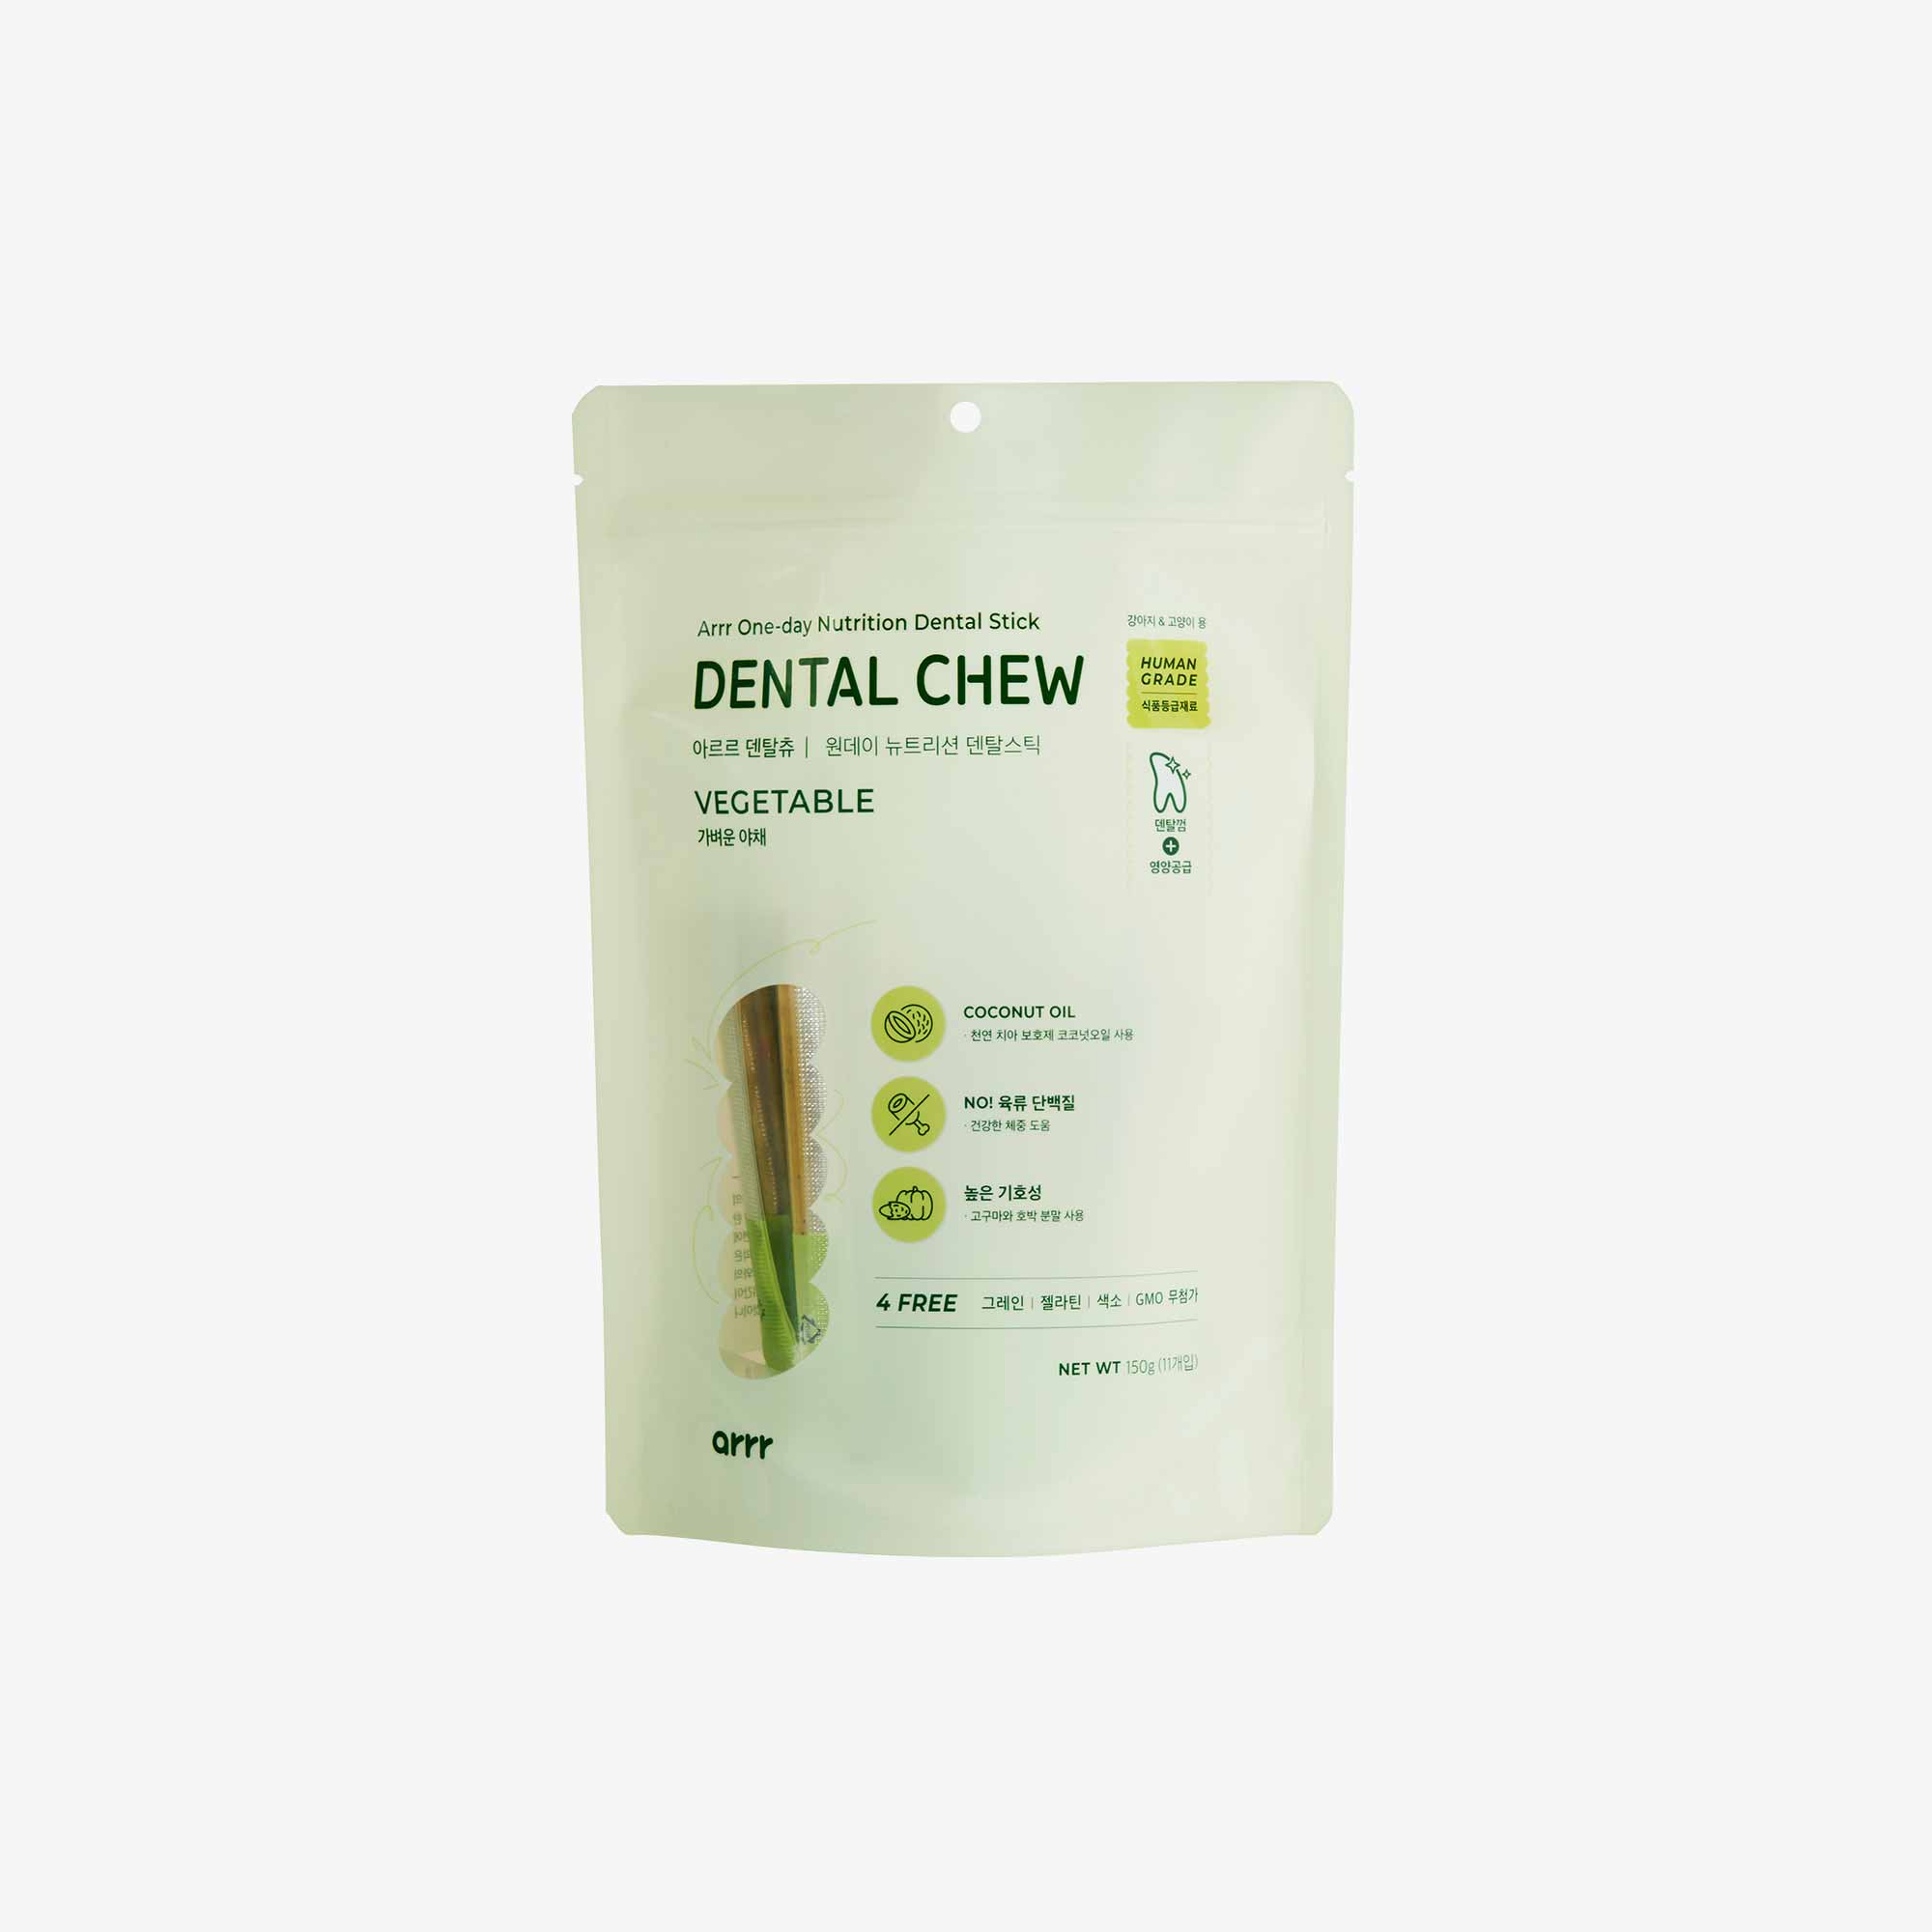 Arrr One-day Nutrition Dental Stick
DENTAL CHEW
아르르 덴탈츄 | 원데이 뉴트리션 덴탈스틱
VEGETABLE
가벼운 야채
강아지 & 고양이 용
HUMAN
GRADE
식품등급재료
덴탈껌
+
영양공급
COCONUT OIL
· 천연 치아 보호제 코코넛오일 사용
NO! 육류 단백질
· 건강한 체중 도움
높은 기호성
· 고구마와 호박 분말 사용
4 FREE 그레인 | 젤라틴 | 색소 | GMO 무첨가
NET WT 150g (11개입)
arrr